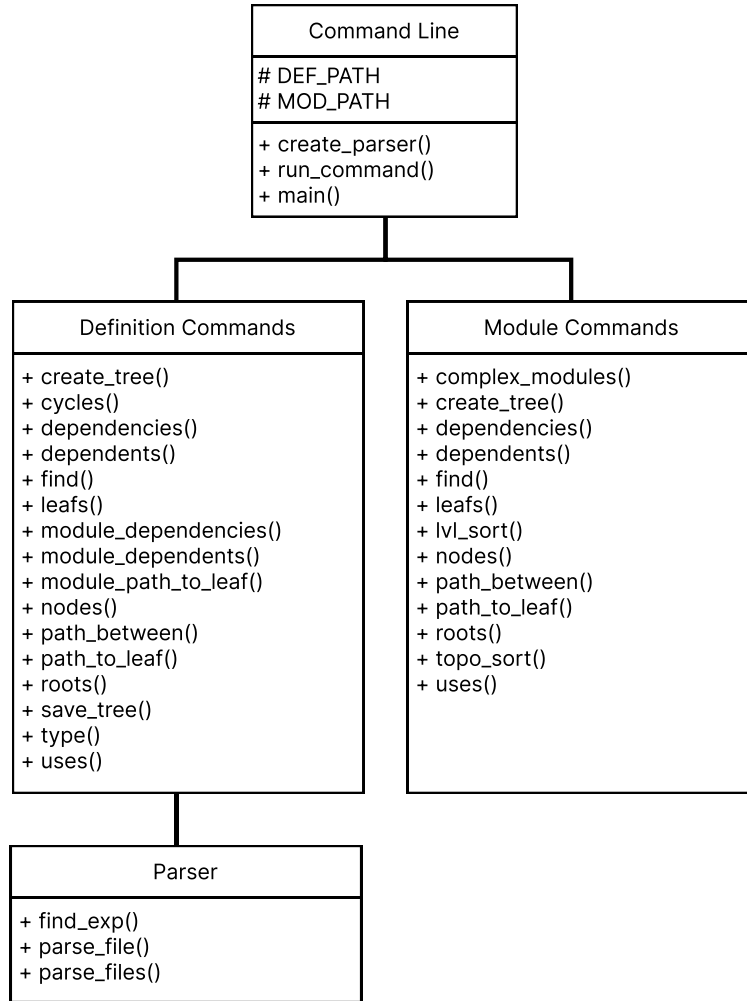 Command Line
# DEF_PATH
# MOD_PATH
+ create_parser()
+ run_command()
+ main()
Definition Commands
+ create_tree()
+ cycles()
+ dependencies()
+ dependents()
+ find()
+ leafs()
+ module_dependencies()
+ module_dependents()
+ module_path_to_leaf()
+ nodes()
+ path_between()
+ path_to_leaf()
+ roots()
+ save_tree()
+ type()
+ uses()
Module Commands
+ complex_modules()
+ create_tree()
+ dependencies()
+ dependents()
+ find()
+ leafs()
+ lvl_sort()
+ nodes()
+ path_between()
+ path_to_leaf()
+ roots()
+ topo_sort()
+ uses()
Parser
+ find_exp()
+ parse_file()
+ parse_files()